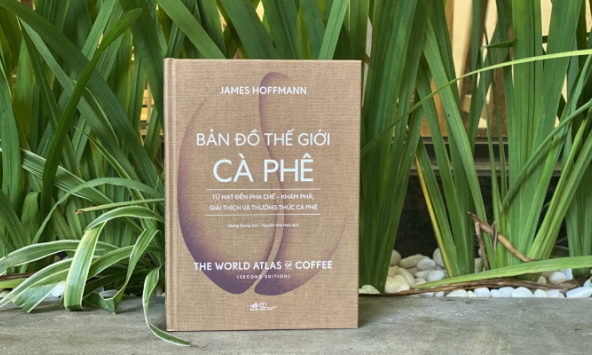 JAMES HOFFMANN
BẢN ĐỒ THẾ GIỚI
CÀ PHÊ
TỪ HẠT ĐẾN PHA CHẾ – KHÁM PHÁ,
GIẢI THÍCH VÀ THƯỞNG THỨC CÀ PHÊ
THE WORLD ATLAS OF COFFEE
(SECOND EDITION)